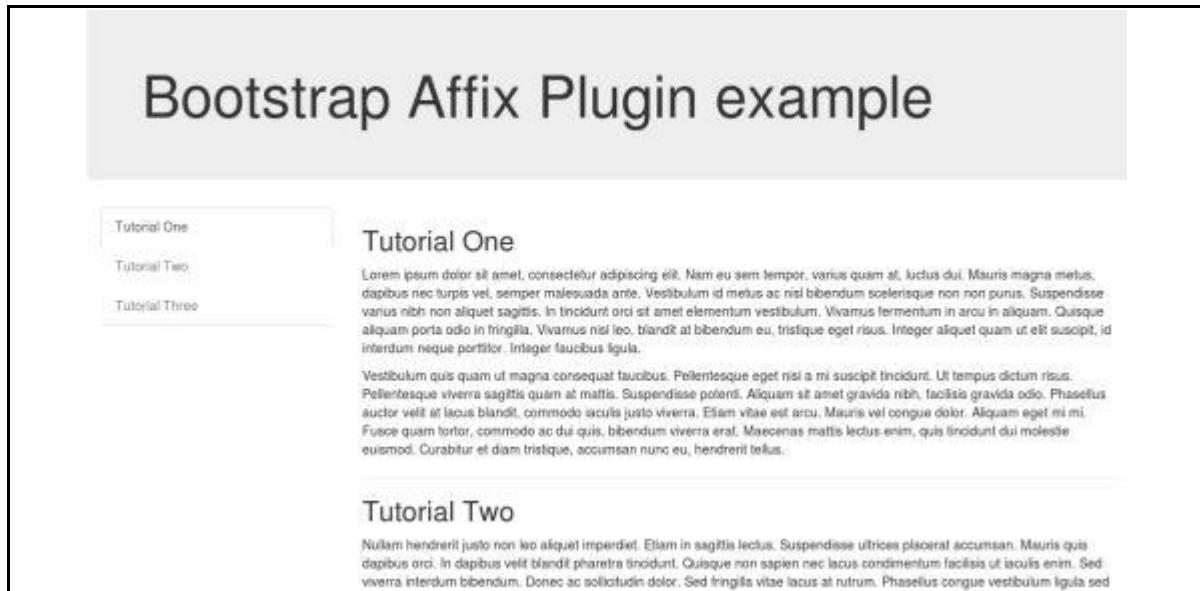 Bootstrap Affix Plugin example
Tutorial One
Tutorial Two
Tutorial Three
Tutorial One
Lorem ipsum dolor sit amet, consectetur adipiscing elit. Nam eu sem tempor, varius quam at, luctus dui. Mauris magna metus,
dapibus nec turpis vel, semper malesuada ante. Vestibulum id metus ac nisl bibendum scelerisque non non purus. Suspendisse
varius nibh non aliquet sagittis. In tincidunt orci sit amet elementum vestibulum. Vivamus fermentum in arcu in aliquam. Quisque
aliquam porta odio in fringilla. Vivamus nisl leo, blandit at bibendum eu, tristique eget risus. Integer aliquet quam ut elit suscipit, id
interdum neque porttitor. Integer faucibus ligula.
Vestibulum quis quam ut magna consequat faucibus. Pellentesque eget nisi a mi suscipit tincidunt. Ut tempus dictum risus.
Pellentesque viverra sagittis quam at mattis. Suspendisse potenti. Aliquam sit amet gravida nibh, facilisis gravida odio. Phasellus
auctor velit at lacus blandit, commodo iaculis justo viverra. Etiam vitae est arcu. Mauris vel congue dolor. Aliquam eget mi mi.
Fusce quam tortor, commodo ac dui quis, bibendum viverra erat. Maecenas mattis lectus enim, quis tincidunt dui molestie
euismod. Curabitur et diam tristique, accumsan nunc eu, hendrerit tellus.
Tutorial Two
Nullam hendrerit justo non leo aliquet imperdiet. Etiam in sagittis lectus. Suspendisse ultrices placerat accumsan. Mauris quis
dapibus orci. In dapibus velit blandit pharetra tincidunt. Quisque non sapien nec lacus condimentum facilisis ut iaculis enim. Sed
viverra interdum bibendum. Donec ac sollicitudin dolor. Sed fringilla vitae lacus at rutrum. Phasellus congue vestibulum ligula sed